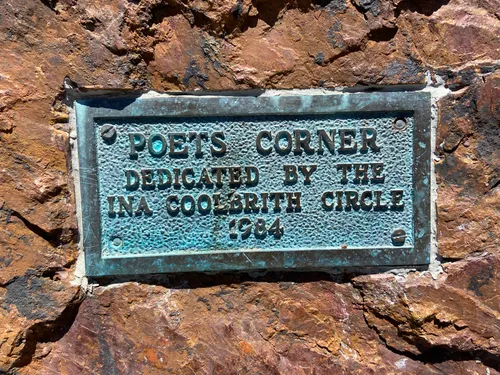 POETS CORNER
DEDICATED BY THE
INA COOLBRITH CIRCLE
1984